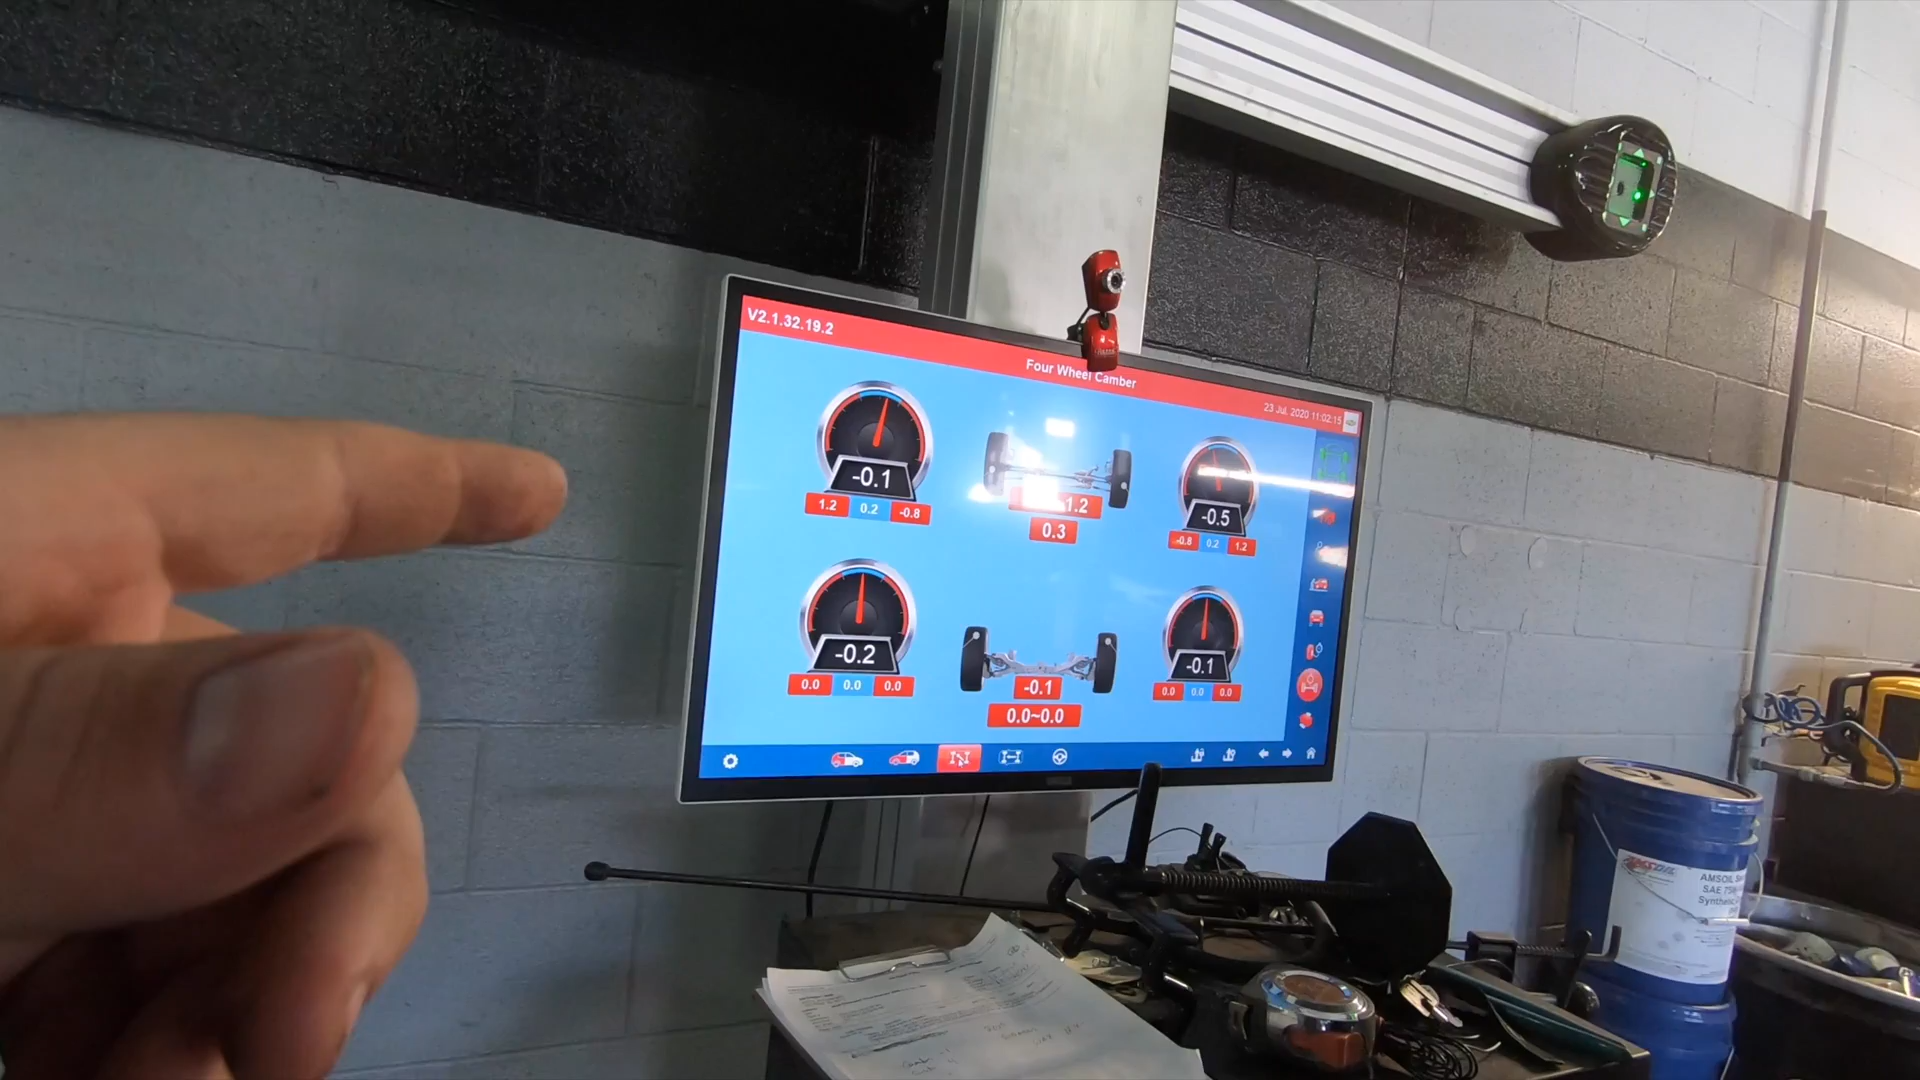 V2.1.32.19.2
Four Wheel Camber
23 Jul. 2020 11:02:15
-0.1
1.2 0.2 -0.8
1.2
0.3
-0.5
-0.8 0.2 1.2
-0.2
0.0 0.0 0.0
-0.1
0.0~0.0
-0.1
0.0 0.0 0.0
AMSOIL
AMSOIL
SAE 75W
Synthetic